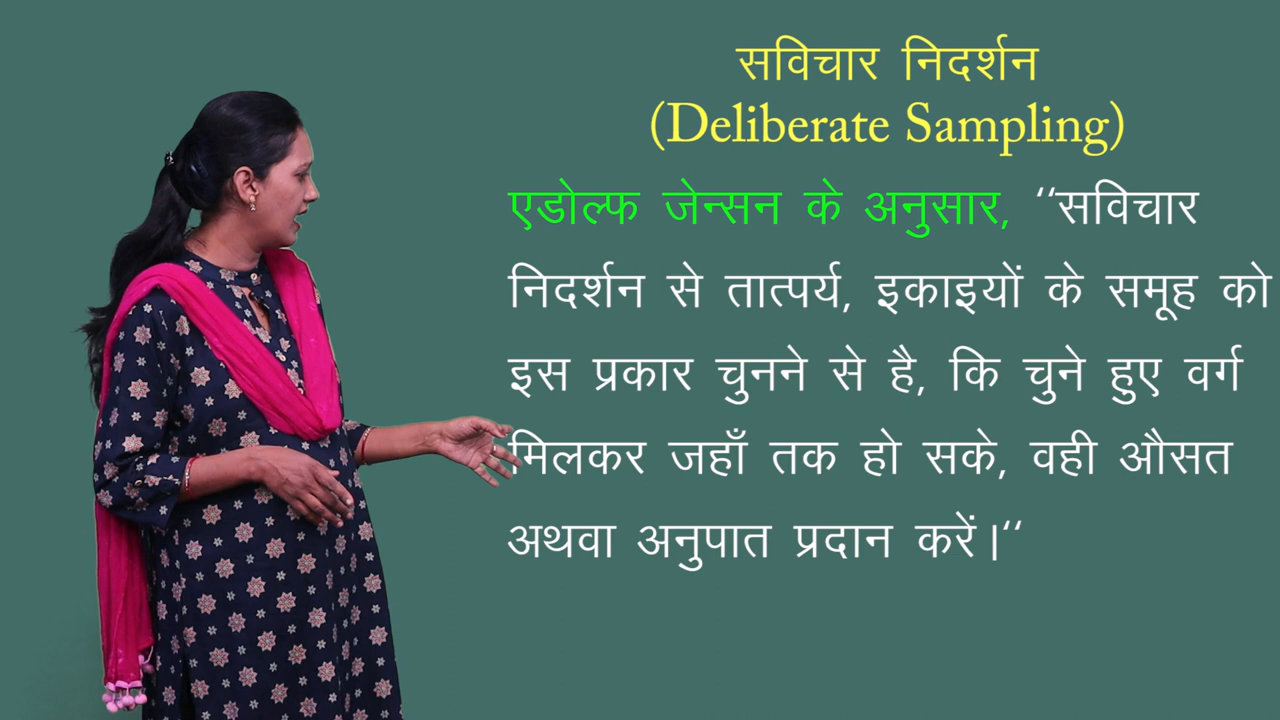 सविचार निदर्शन
(Deliberate Sampling)
एडोल्फ जेन्सन के अनुसार, ‘‘सविचार
निदर्शन से तात्पर्य, इकाइयों के समूह को
इस प्रकार चुनने से है, कि चुने हुए वर्ग
मिलकर जहाँ तक हो सके, वही औसत
अथवा अनुपात प्रदान करें।‘‘